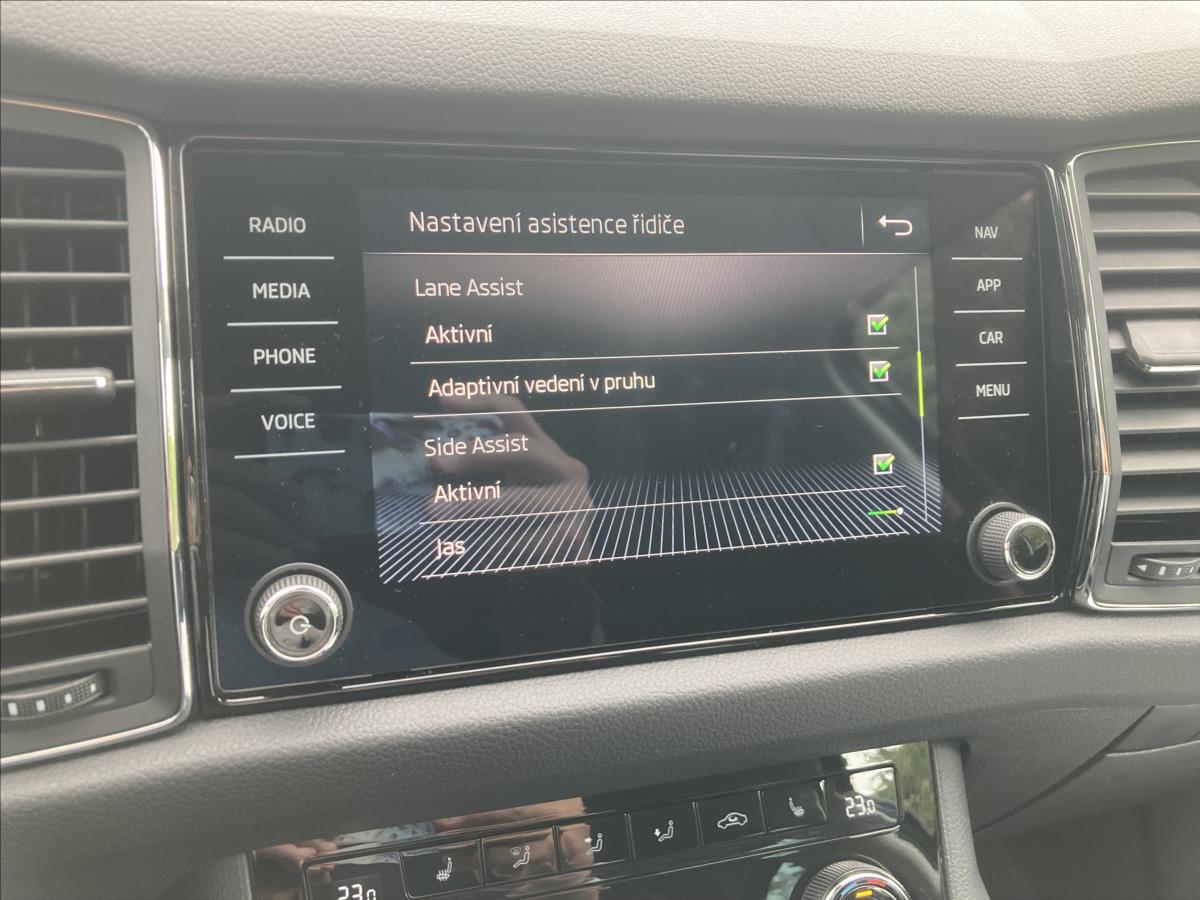 RADIO
MEDIA
PHONE
VOICE
Nastavení asistence řidiče
Lane Assist
Aktivní
Adaptivní vedení v pruhu
Side Assist
Aktivní
Jas
NAV
APP
CAR
MENU
23.0
23.0